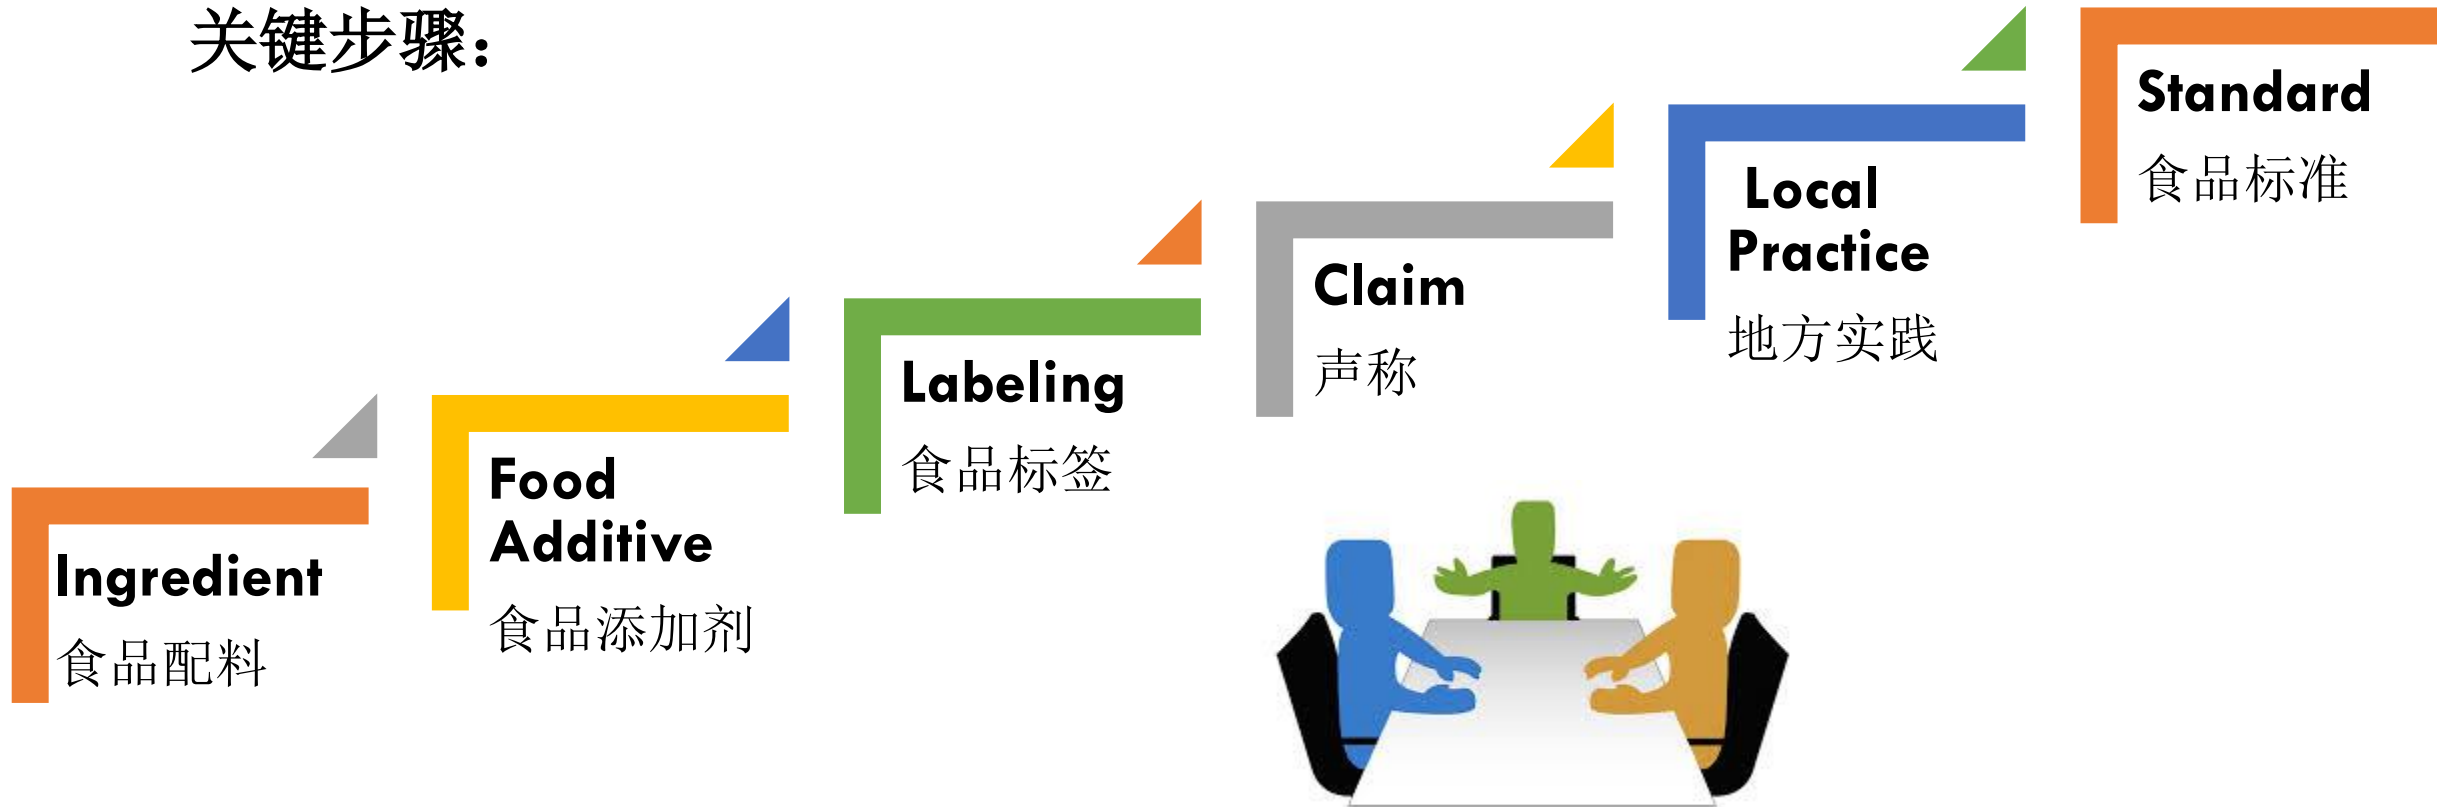 关键步骤：
Ingredient
食品配料
Food
Additive
食品添加剂
Labeling
食品标签
Claim
声称
Local
Practice
地方实践
Standard
食品标准